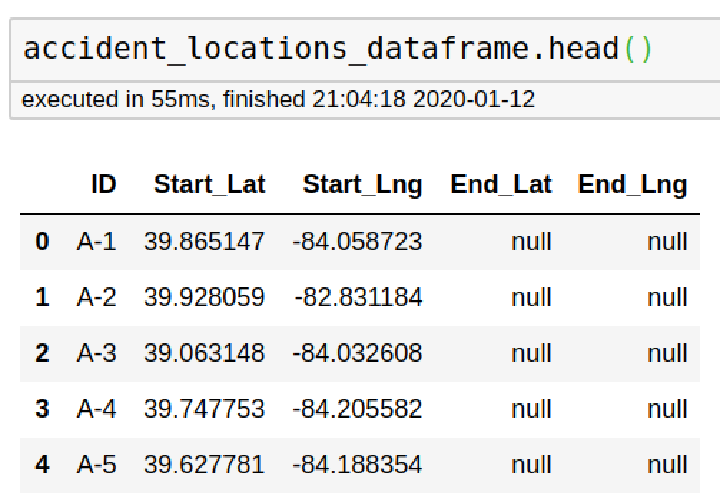 accident_locations_dataframe.head()
executed in 55ms, finished 21:04:18 2020-01-12
ID Start_Lat Start_Lng End_Lat End_Lng
0 A-1 39.865147 -84.058723 null null
1 A-2 39.928059 -82.831184 null null
2 A-3 39.063148 -84.032608 null null
3 A-4 39.747753 -84.205582 null null
4 A-5 39.627781 -84.188354 null null